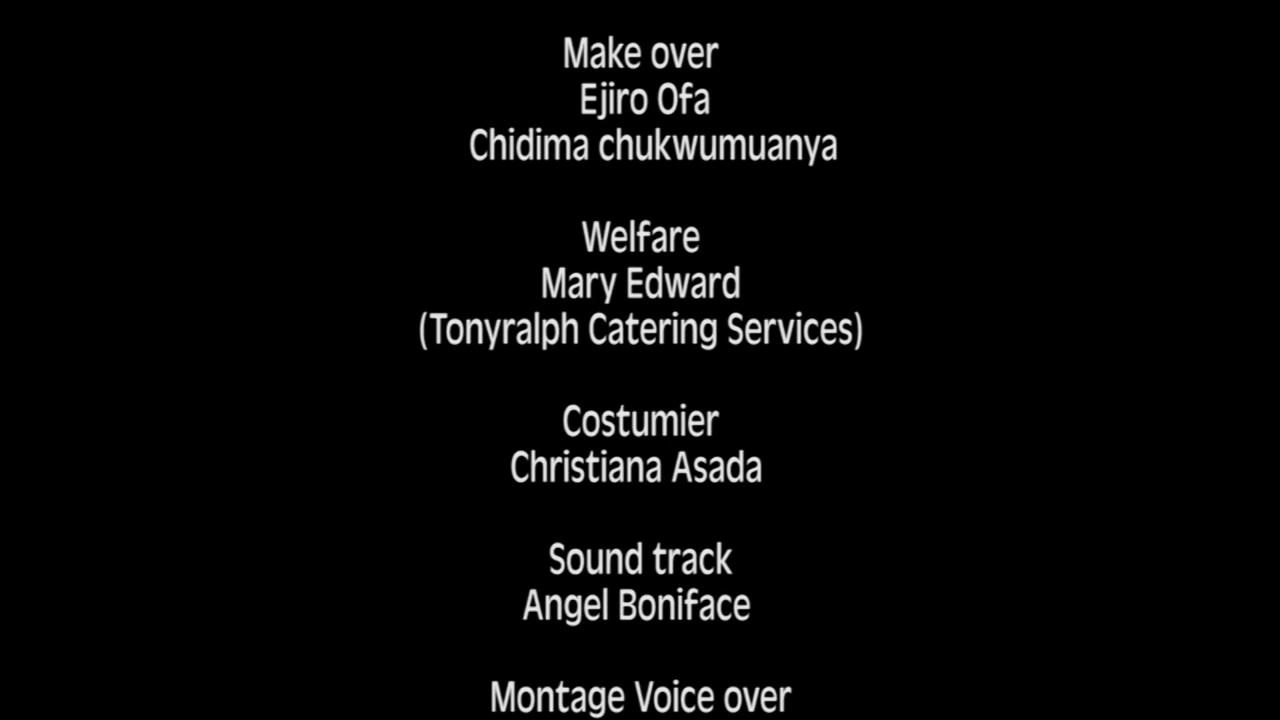 Make over
Ejiro Ofa
Chidima chukwumuanya
Welfare
Mary Edward
(Tonyralph Catering Services)
Costumier
Christiana Asada
Sound track
Angel Boniface
Montage Voice over